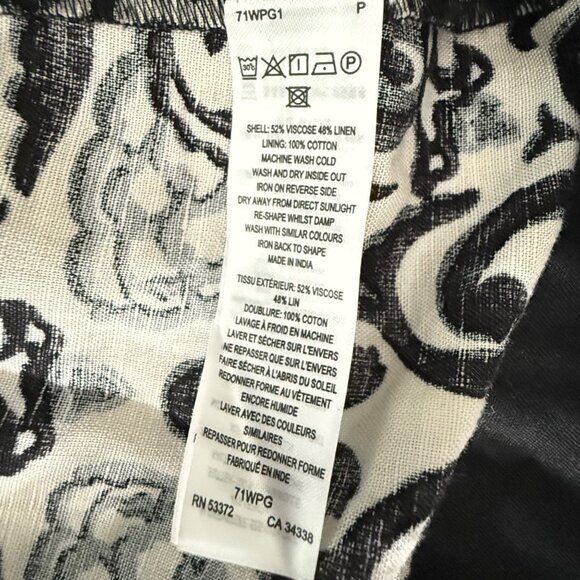 71WPG1 P
30
P
SHELL: 52% VISCOSE 48% LINEN
LINING: 100% COTTON
MACHINE WASH COLD
WASH AND DRY INSIDE OUT
IRON ON REVERSE SIDE
DRY AWAY FROM DIRECT SUNLIGHT
RE-SHAPE WHILST DAMP
WASH WITH SIMILAR COLOURS
IRON BACK TO SHAPE
MADE IN INDIA
TISSU EXTÉRIEUR: 52% VISCOSE
48% LIN
DOUBLURE: 100% COTON
LAVAGE À FROID EN MACHINE
LAVER ET SÉCHER SUR L'ENVERS
NE REPASSER QUE SUR L'ENVERS
FAIRE SÉCHER À L'ABRIS DU SOLEIL
REDONNER FORME AU VÊTEMENT
ENCORE HUMIDE
LAVER AVEC DES COULEURS
SIMILAIRES
REPASSER POUR REDONNER FORME
FABRIQUÉ EN INDE
71WPG
RN 53372 CA 34338